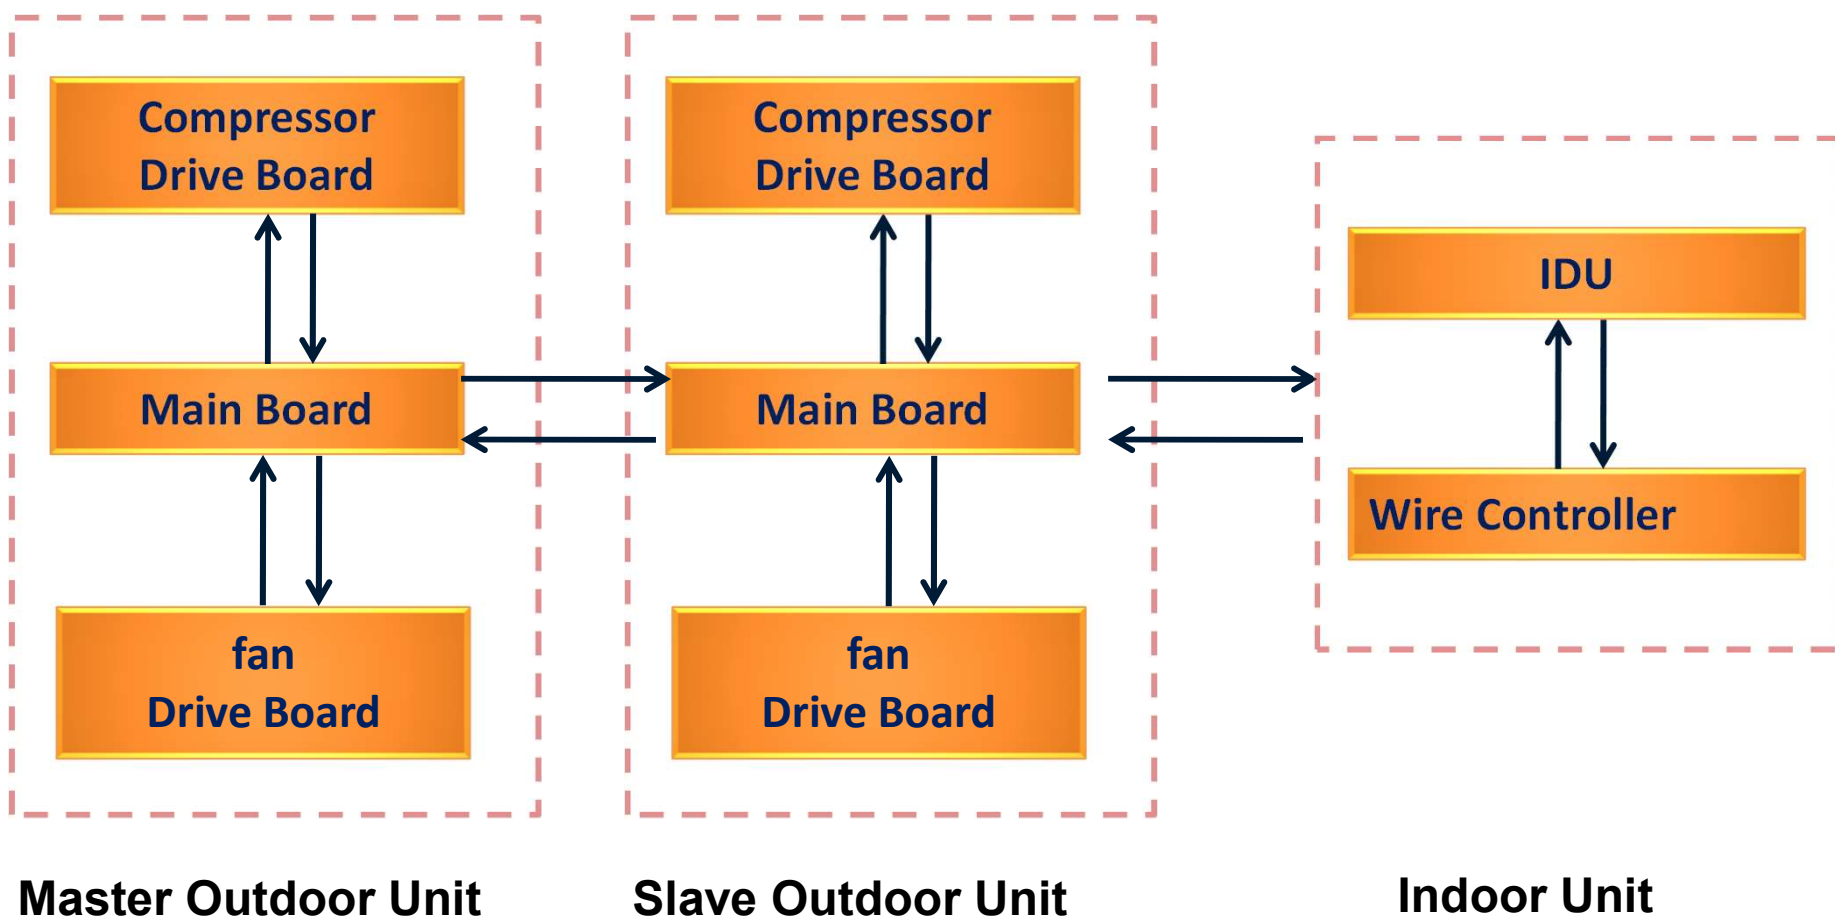 Compressor
Drive Board
Main Board
fan
Drive Board
Master Outdoor Unit
Compressor
Drive Board
Main Board
fan
Drive Board
Slave Outdoor Unit
IDU
Wire Controller
Indoor Unit